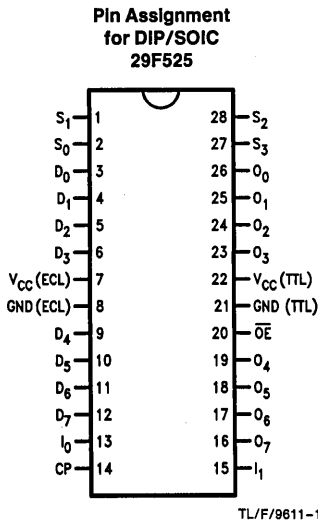 Pin Assignment
for DIP/SOIC
29F525
S₁ 1 28 S₂
S₀ 2 27 S₃
D₀ 3 26 O₀
D₁ 4 25 O₁
D₂ 5 24 O₂
D₃ 6 23 O₃
V_CC (ECL) 7 22 V_CC (TTL)
GND (ECL) 8 21 GND (TTL)
D₄ 9 20 O̅E̅
D₅ 10 19 O₄
D₆ 11 18 O₅
D₇ 12 17 O₆
I₀ 13 16 O₇
CP 14 15 I₁
TL/F/9611-1